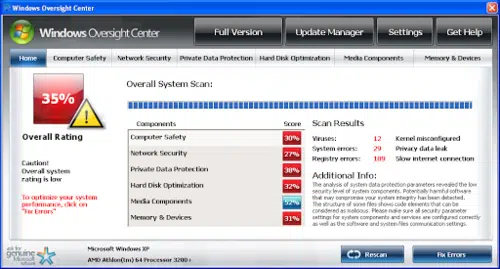 Windows Oversight Center
Windows Oversight Center
Full Version
Update Manager
Settings
Get Help
Home
Computer Safety
Network Security
Private Data Protection
Hard Disk Optimization
Media Components
Memory & Devices
35%
Overall Rating
Caution!
Overall system
rating is low
To optimize your system
performance, click on
"Fix Errors"
Overall System Scan:
Components Score
Computer Safety 30%
Network Security 27%
Private Data Protection 38%
Hard Disk Optimization 32%
Media Components 52%
Memory & Devices 31%
Scan Results
Viruses: 12 Kernel misconfigured
System errors: 29 Privacy data leak
Registry errors: 109 Slow internet connection
Additional Info:
The analysis of system data protection parameters revealed the low
security level of system components. Potentially harmful software
that may compromise your system integrity has been detected.
The structure of some files shows code elements that can be
considered as malicious. Please make sure all security parameter
settings for system components and services are configured correctly
as well as the software and system-files communication settings.
ask for
genuine
Microsoft
software
Microsoft Windows XP
AMD Athlon(tm) 64 Processor 3200+
Rescan
Fix Errors